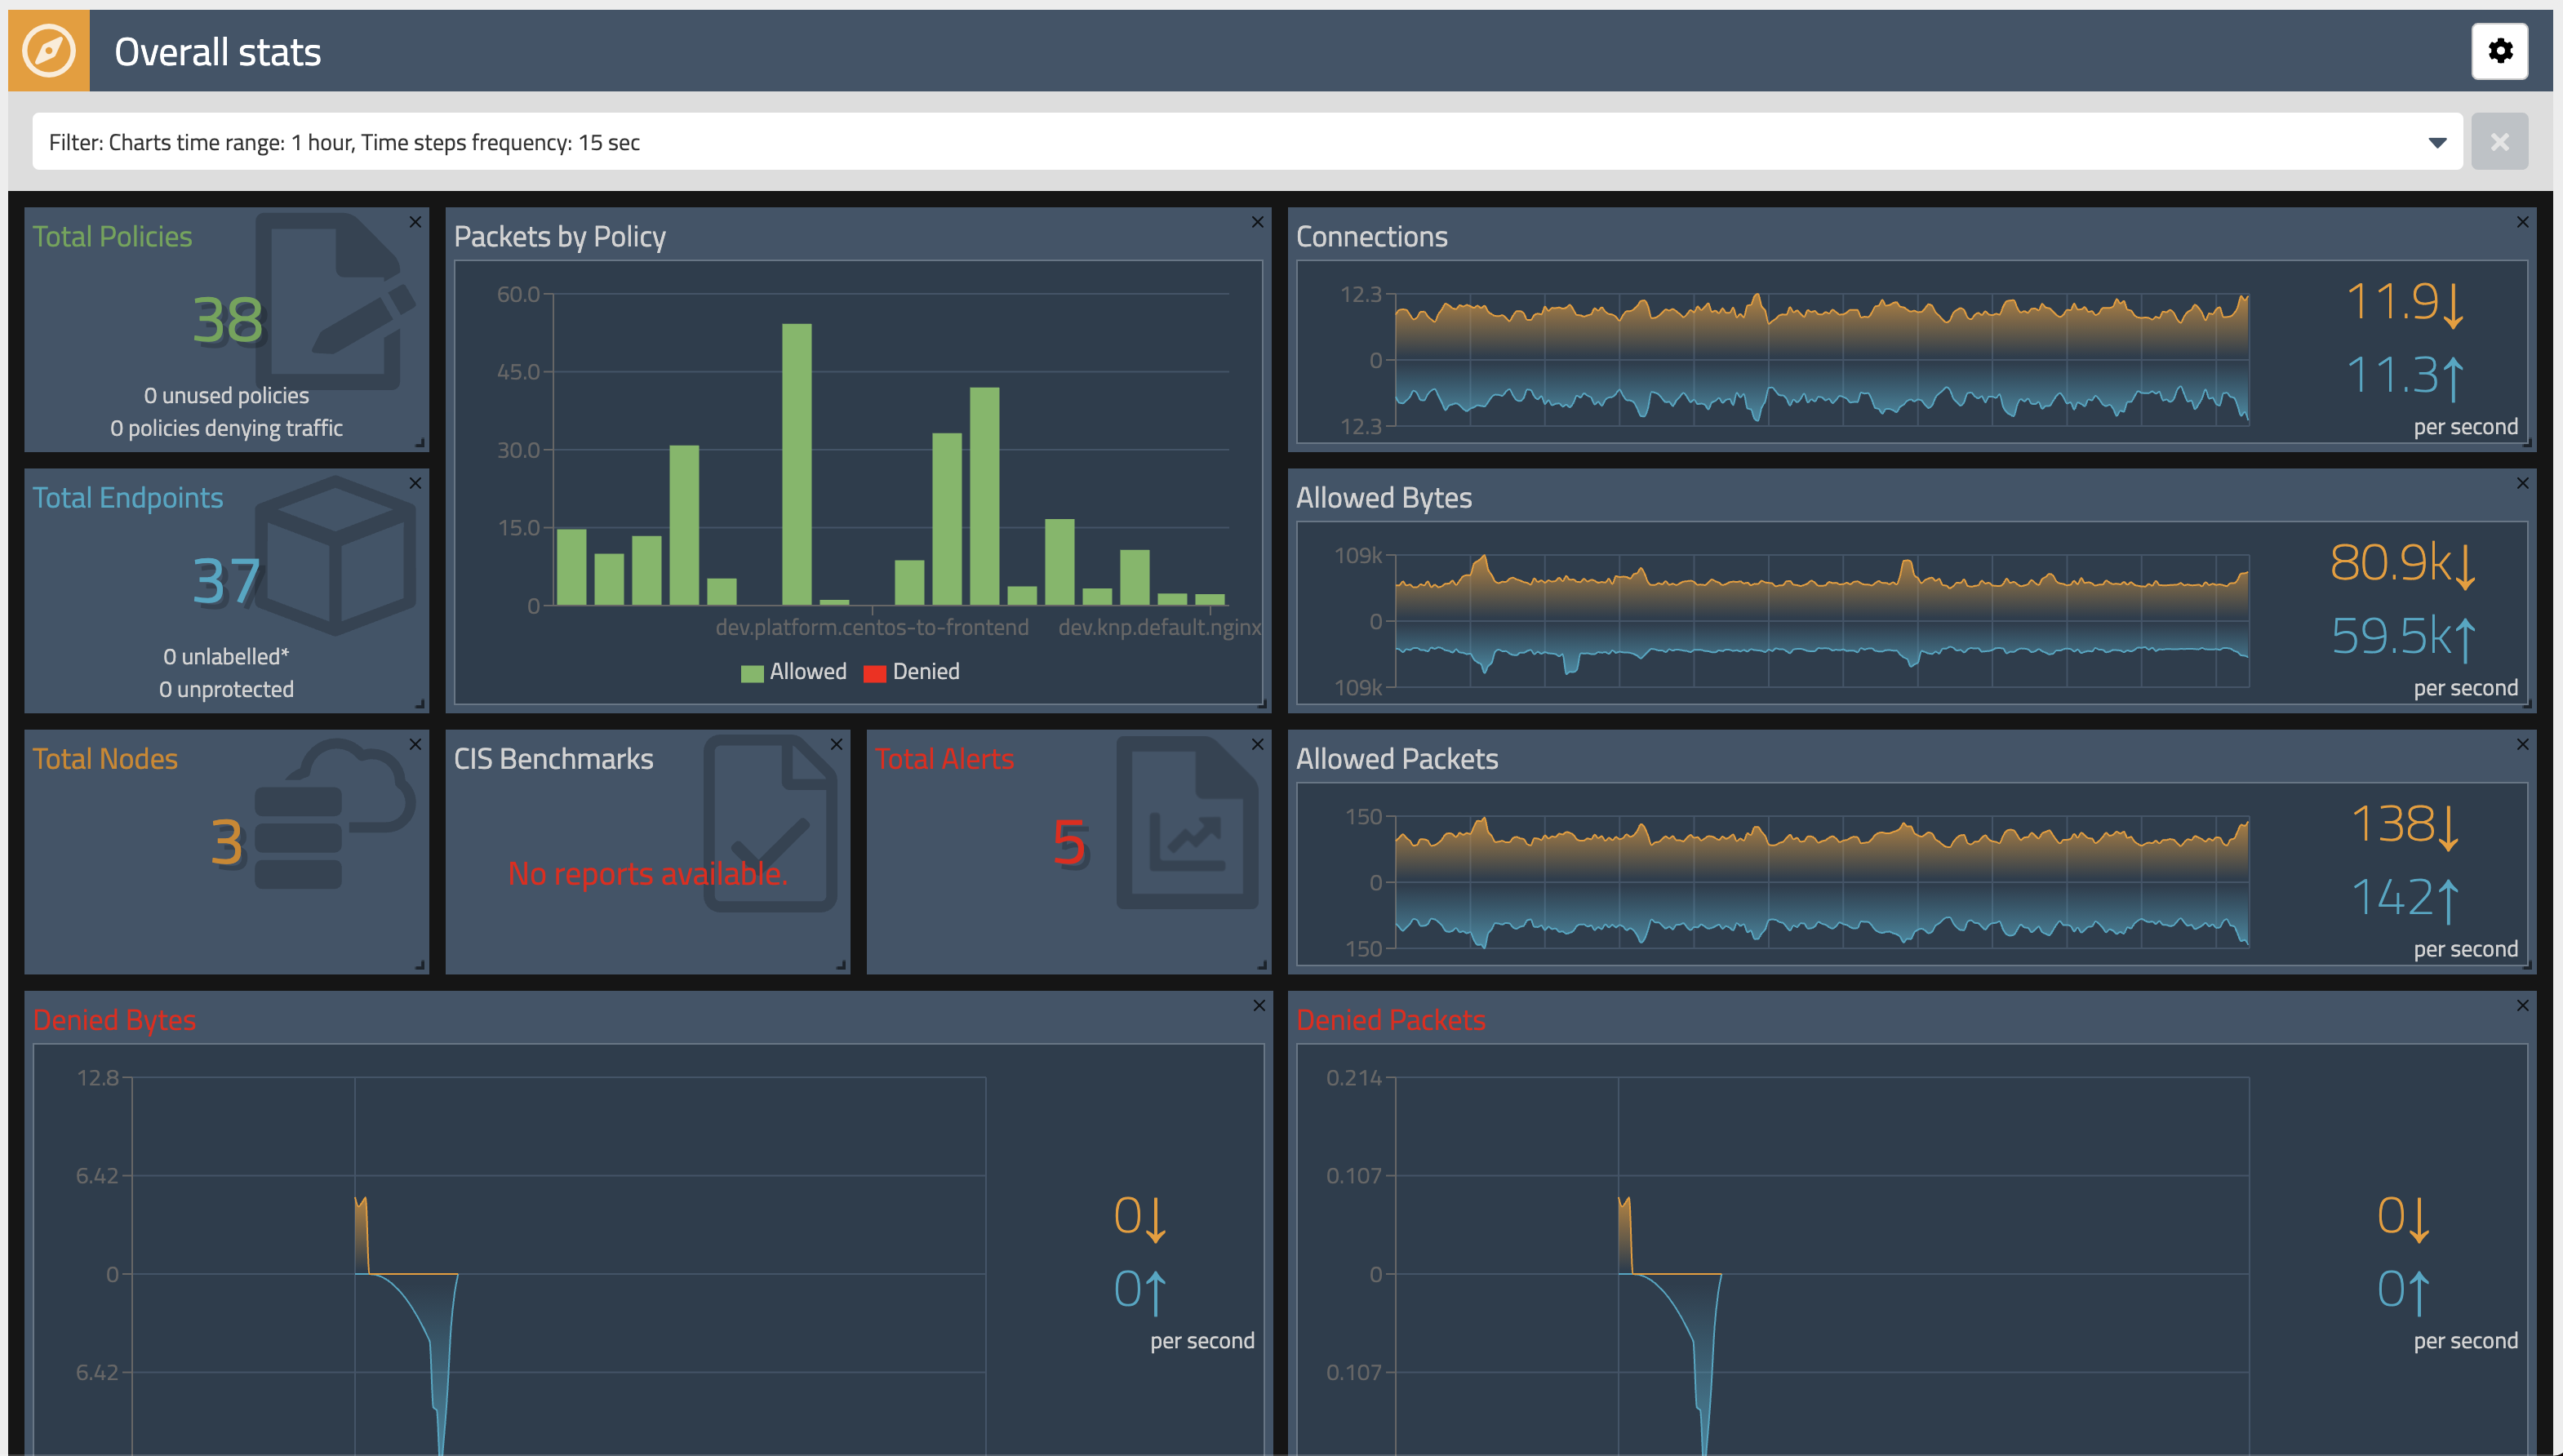 Overall stats
Filter: Charts time range: 1 hour, Time steps frequency: 15 sec
Total Policies
38
0 unused policies
0 policies denying traffic
Packets by Policy
60.0
45.0
30.0
15.0
0
dev.platform.centos-to-frontend dev.knp.default.nginx
Allowed Denied
Connections
12.3
0
12.3
11.9↓
11.3↑
per second
Total Endpoints
37
0 unlabelled*
0 unprotected
Allowed Bytes
109k
0
109k
80.9k↓
59.5k↑
per second
Total Nodes
3
CIS Benchmarks
No reports available.
Total Alerts
5
Allowed Packets
150
0
150
138↓
142↑
per second
Denied Bytes
12.8
6.42
0
6.42
0↓
0↑
per second
Denied Packets
0.214
0.107
0
0.107
0↓
0↑
per second